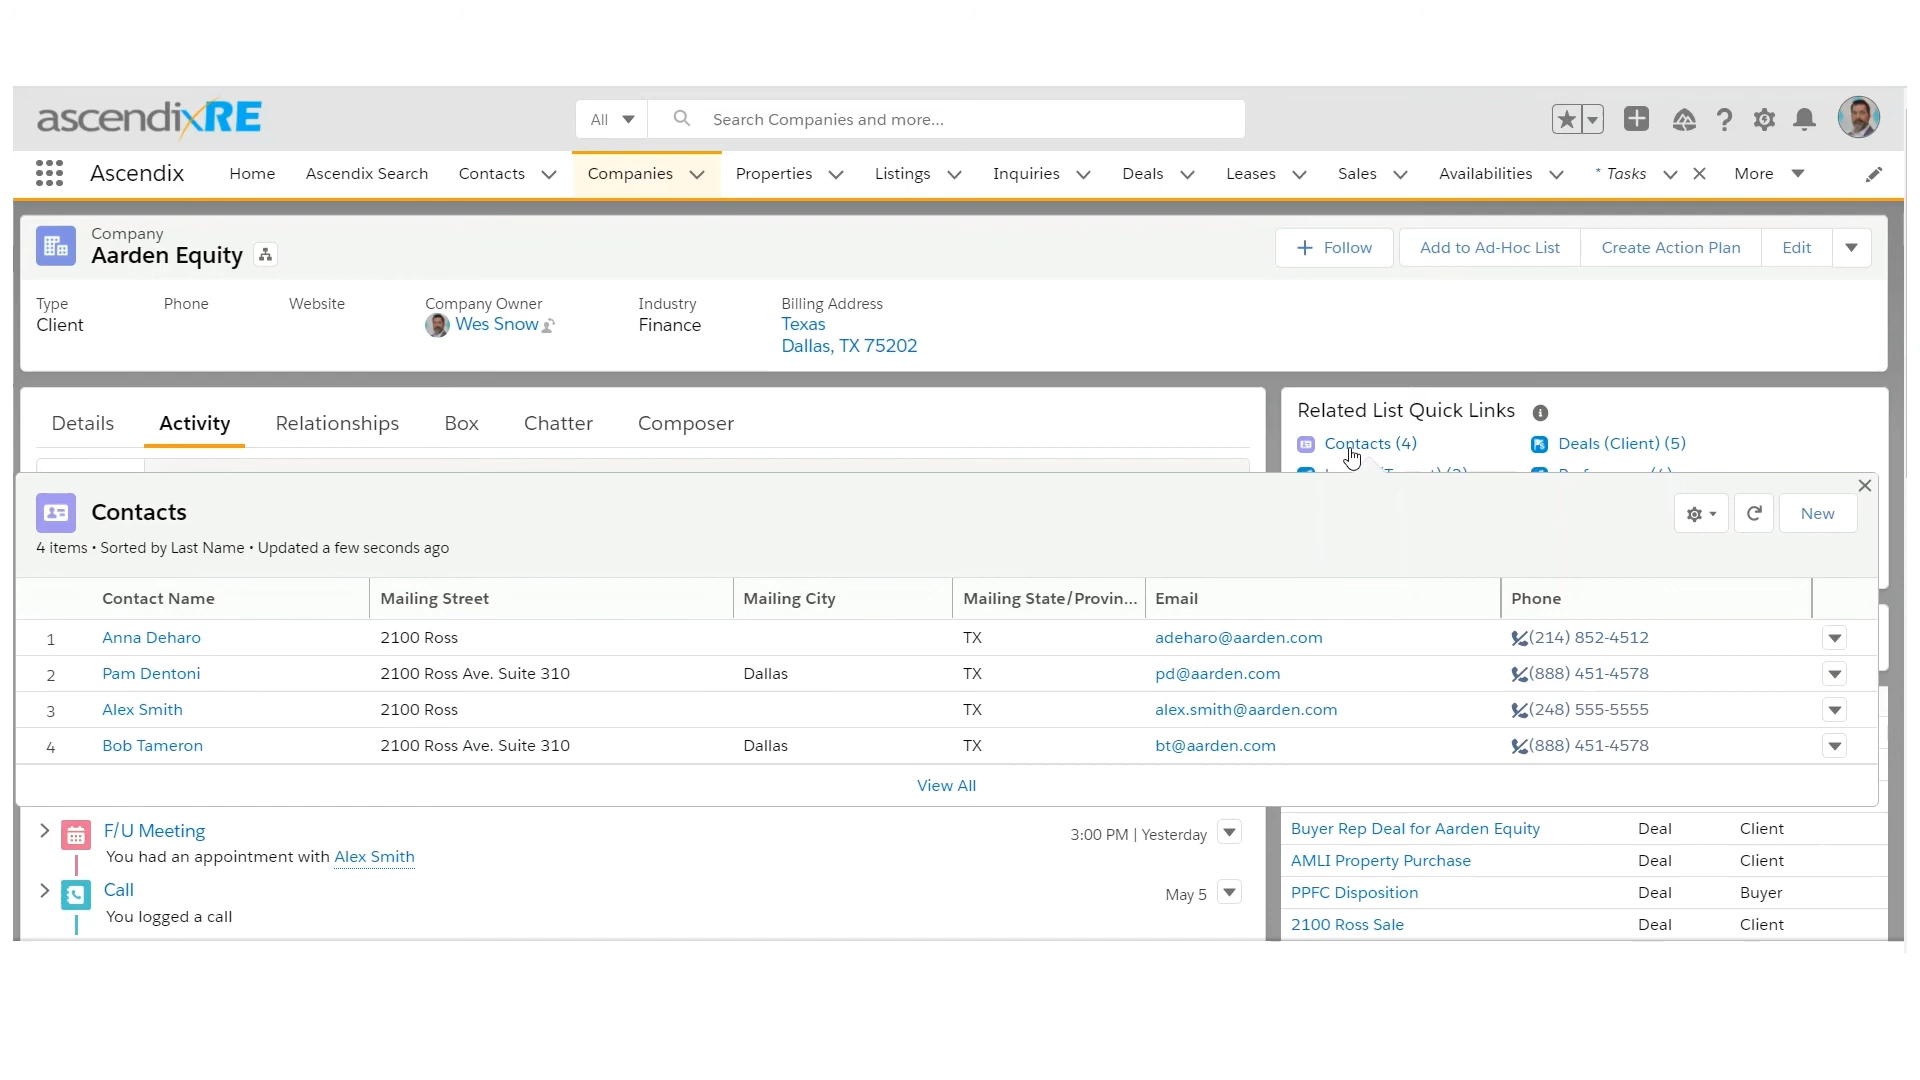 ascendixRE
All
Search Companies and more...
Ascendix
Home
Ascendix Search
Contacts
Companies
Properties
Listings
Inquiries
Deals
Leases
Sales
Availabilities
* Tasks
More
Company
Aarden Equity
Follow
Add to Ad-Hoc List
Create Action Plan
Edit
Type
Phone
Website
Company Owner
Industry
Billing Address
Client
Wes Snow
Finance
Texas
Dallas, TX 75202
Details
Activity
Relationships
Box
Chatter
Composer
Related List Quick Links
Contacts (4)
Deals (Client) (5)
Contacts
New
4 items • Sorted by Last Name • Updated a few seconds ago
Contact Name
Mailing Street
Mailing City
Mailing State/Provin...
Email
Phone
1 Anna Deharo 2100 Ross TX adeharo@aarden.com (214) 852-4512
2 Pam Dentoni 2100 Ross Ave. Suite 310 Dallas TX pd@aarden.com (888) 451-4578
3 Alex Smith 2100 Ross TX alex.smith@aarden.com (248) 555-5555
4 Bob Tameron 2100 Ross Ave. Suite 310 Dallas TX bt@aarden.com (888) 451-4578
View All
F/U Meeting
3:00 PM | Yesterday
You had an appointment with Alex Smith
Call
May 5
You logged a call
Buyer Rep Deal for Aarden Equity Deal Client
AMLI Property Purchase Deal Client
PPFC Disposition Deal Buyer
2100 Ross Sale Deal Client